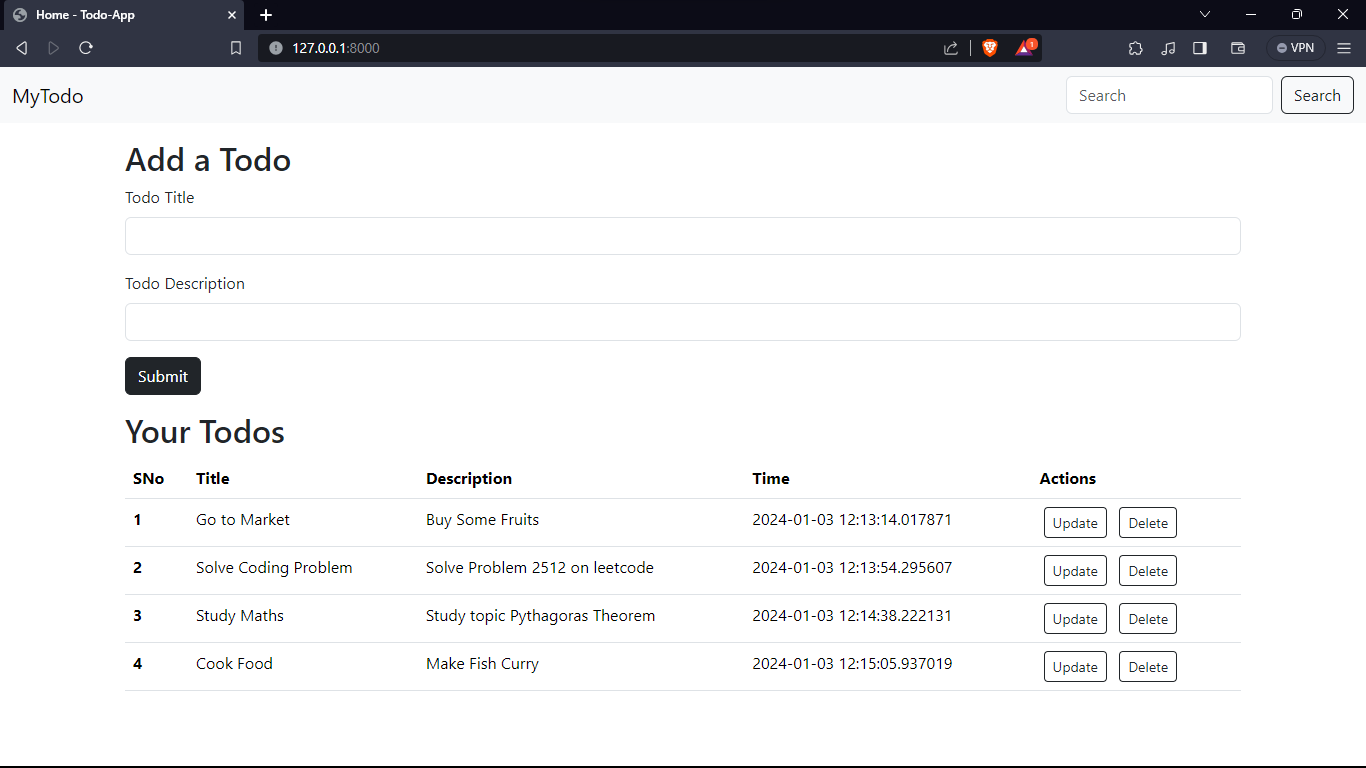 Home - Todo-App
127.0.0.1:8000
1
VPN
MyTodo
Search
Search
Add a Todo
Todo Title
Todo Description
Submit
Your Todos
SNo Title Description Time Actions
1 Go to Market Buy Some Fruits 2024-01-03 12:13:14.017871 Update Delete
2 Solve Coding Problem Solve Problem 2512 on leetcode 2024-01-03 12:13:54.295607 Update Delete
3 Study Maths Study topic Pythagoras Theorem 2024-01-03 12:14:38.222131 Update Delete
4 Cook Food Make Fish Curry 2024-01-03 12:15:05.937019 Update Delete